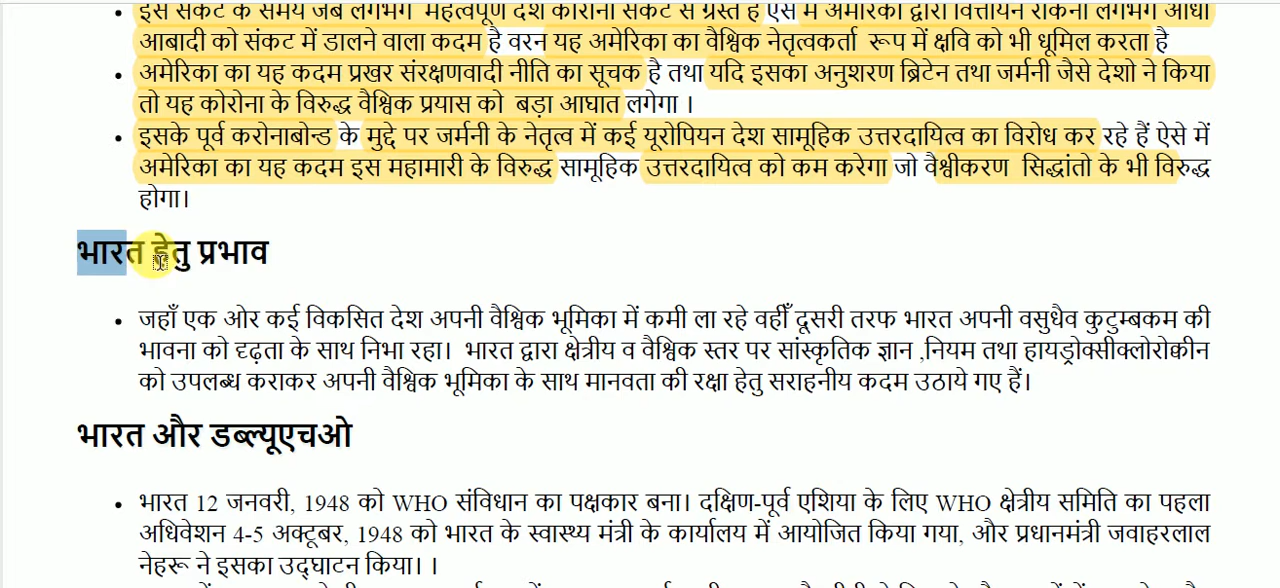 इस संकट के समय जब लगभग महत्वपूर्ण देश कोरोना संकट से ग्रस्त है ऐसे में अमेरिका द्वारा वित्तीयन रोकना लगभग आधी
आबादी को संकट में डालने वाला कदम है वरन यह अमेरिका का वैश्विक नेतृत्वकर्ता रूप में क्षवि को भी धूमिल करता है
• अमेरिका का यह कदम प्रखर संरक्षणवादी नीति का सूचक है तथा यदि इसका अनुशरण ब्रिटेन तथा जर्मनी जैसे देशो ने किया
तो यह कोरोना के विरुद्ध वैश्विक प्रयास को बड़ा आघात लगेगा ।
• इसके पूर्व करोनाबोन्ड के मुद्दे पर जर्मनी के नेतृत्व में कई यूरोपियन देश सामूहिक उत्तरदायित्व का विरोध कर रहे हैं ऐसे में
अमेरिका का यह कदम इस महामारी के विरुद्ध सामूहिक उत्तरदायित्व को कम करेगा जो वैश्वीकरण सिद्धांतो के भी विरुद्ध
होगा।
भारत हेतु प्रभाव
• जहाँ एक ओर कई विकसित देश अपनी वैश्विक भूमिका में कमी ला रहे वहीँ दूसरी तरफ भारत अपनी वसुधैव कुटुम्बकम की
भावना को दृढ़ता के साथ निभा रहा। भारत द्वारा क्षेत्रीय व वैश्विक स्तर पर सांस्कृतिक ज्ञान ,नियम तथा हायड्रोक्सीक्लोरोक्वीन
को उपलब्ध कराकर अपनी वैश्विक भूमिका के साथ मानवता की रक्षा हेतु सराहनीय कदम उठाये गए हैं।
भारत और डब्ल्यूएचओ
• भारत 12 जनवरी, 1948 को WHO संविधान का पक्षकार बना। दक्षिण-पूर्व एशिया के लिए WHO क्षेत्रीय समिति का पहला
अधिवेशन 4-5 अक्टूबर, 1948 को भारत के स्वास्थ्य मंत्री के कार्यालय में आयोजित किया गया, और प्रधानमंत्री जवाहरलाल
नेहरू ने इसका उद्घाटन किया। ।